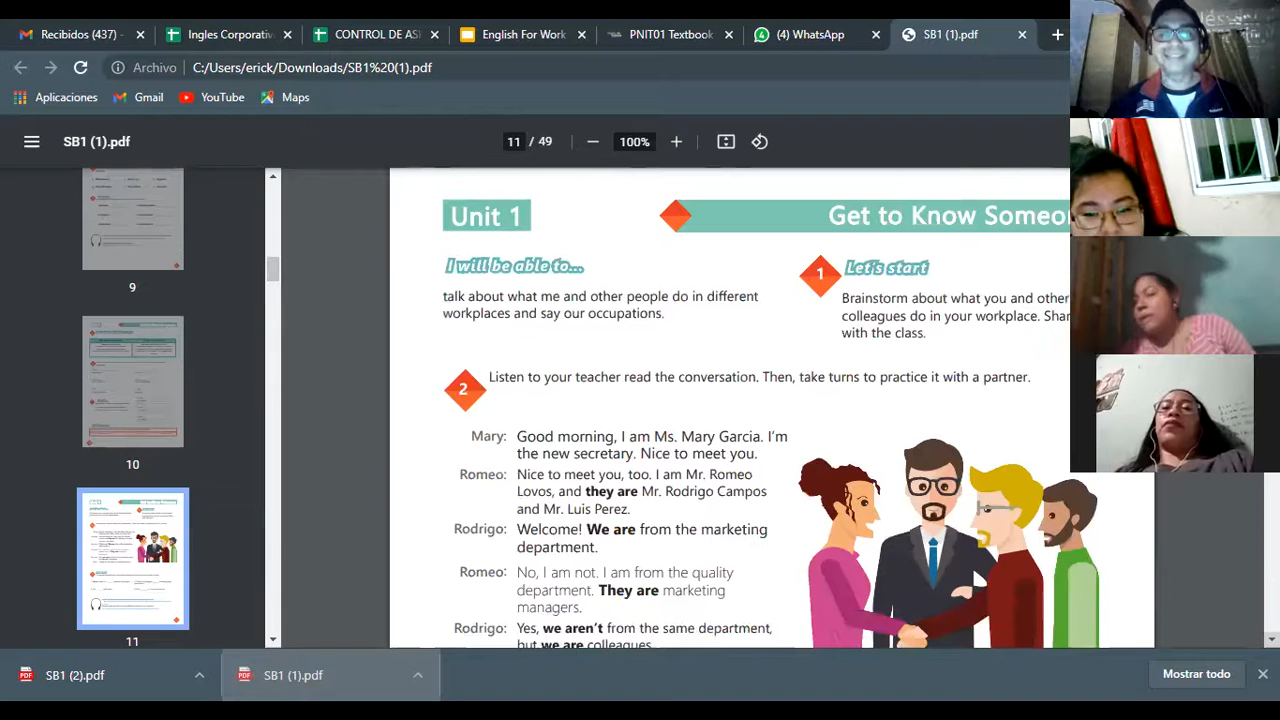 Recibidos (437) -
Ingles Corporativ
CONTROL DE ASI
English For Work
PNIT01 Textbook
(4) WhatsApp
SB1 (1).pdf
Archivo
C:/Users/erick/Downloads/SB1%20(1).pdf
Aplicaciones
Gmail
YouTube
Maps
SB1 (1).pdf
11 / 49
100%
9
10
11
Unit 1
Get to Know Someo
I will be able to...
talk about what me and other people do in different
workplaces and say our occupations.
1
Let's start
Brainstorm about what you and other
colleagues do in your workplace. Shar
with the class.
2
Listen to your teacher read the conversation. Then, take turns to practice it with a partner.
Mary: Good morning, I am Ms. Mary Garcia. I'm
the new secretary. Nice to meet you.
Romeo: Nice to meet you, too. I am Mr. Romeo
Lovos, and they are Mr. Rodrigo Campos
and Mr. Luis Perez.
Rodrigo: Welcome! We are from the marketing
department.
Romeo: No, I am not. I am from the quality
department. They are marketing
managers.
Rodrigo: Yes, we aren't from the same department,
but we are colleagues.
PDF
SB1 (2).pdf
PDF
SB1 (1).pdf
Mostrar todo